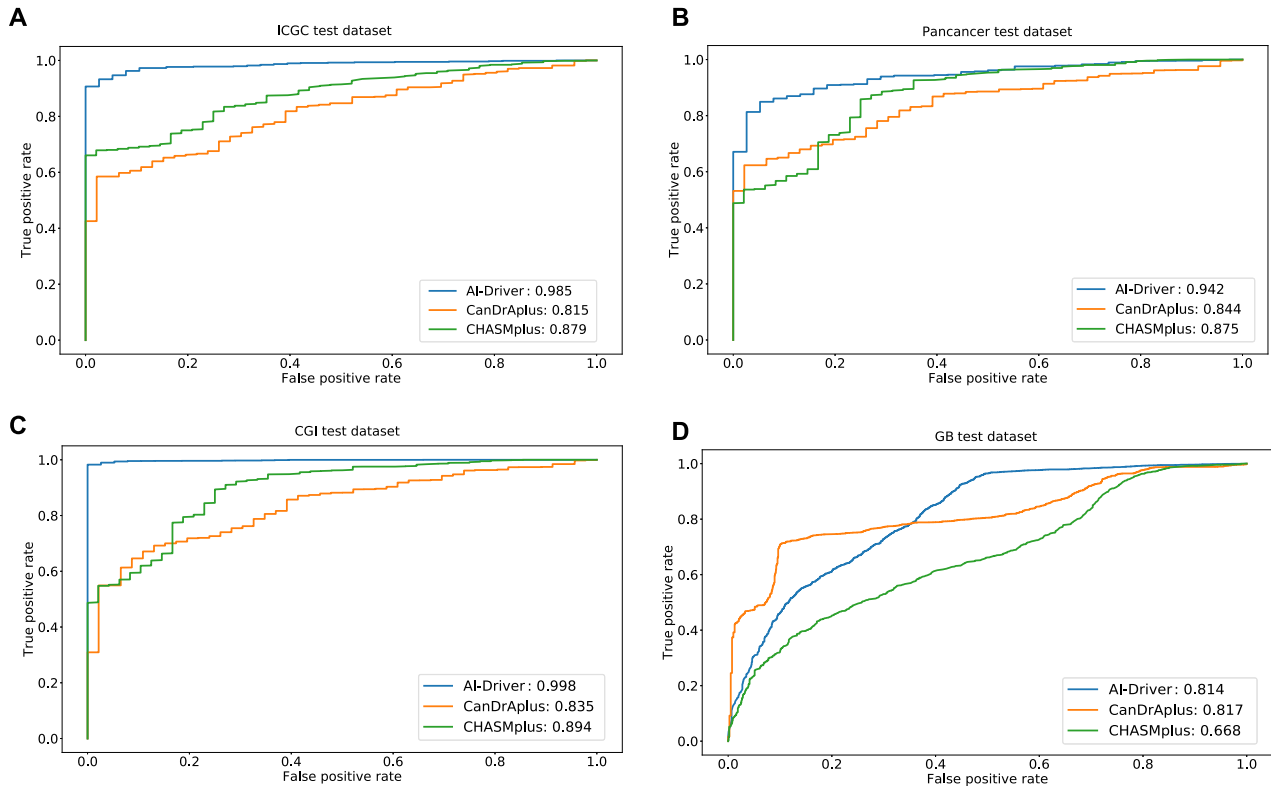 A
ICGC test dataset
True positive rate
1.0
0.8
0.6
0.4
0.2
0.0
AI-Driver: 0.985
CanDrAplus: 0.815
CHASMplus: 0.879
0.0 0.2 0.4 0.6 0.8 1.0
False positive rate
B
Pancancer test dataset
True positive rate
1.0
0.8
0.6
0.4
0.2
0.0
AI-Driver: 0.942
CanDrAplus: 0.844
CHASMplus: 0.875
0.0 0.2 0.4 0.6 0.8 1.0
False positive rate
C
CGI test dataset
True positive rate
1.0
0.8
0.6
0.4
0.2
0.0
AI-Driver: 0.998
CanDrAplus: 0.835
CHASMplus: 0.894
0.0 0.2 0.4 0.6 0.8 1.0
False positive rate
D
GB test dataset
True positive rate
1.0
0.8
0.6
0.4
0.2
0.0
AI-Driver: 0.814
CanDrAplus: 0.817
CHASMplus: 0.668
0.0 0.2 0.4 0.6 0.8 1.0
False positive rate